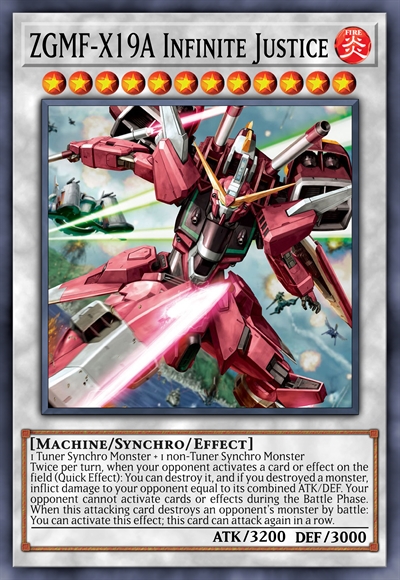 ZGMF-X19A Infinite Justice
FIRE
炎
[Machine/Synchro/Effect]
1 Tuner Synchro Monster + 1 non-Tuner Synchro Monster
Twice per turn, when your opponent activates a card or effect on the
field (Quick Effect): You can destroy it, and if you destroyed a monster,
inflict damage to your opponent equal to its combined ATK/DEF. Your
opponent cannot activate cards or effects during the Battle Phase.
When this attacking card destroys an opponent's monster by battle:
You can activate this effect; this card can attack again in a row.
ATK/3200 DEF/3000